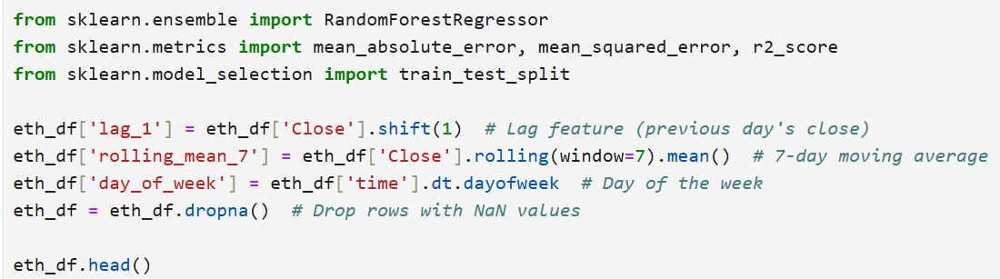 from sklearn.ensemble import RandomForestRegressor
from sklearn.metrics import mean_absolute_error, mean_squared_error, r2_score
from sklearn.model_selection import train_test_split
eth_df['lag_1'] = eth_df['Close'].shift(1)  # Lag feature (previous day's close)
eth_df['rolling_mean_7'] = eth_df['Close'].rolling(window=7).mean()  # 7-day moving average
eth_df['day_of_week'] = eth_df['time'].dt.dayofweek  # Day of the week
eth_df = eth_df.dropna()  # Drop rows with NaN values
eth_df.head()